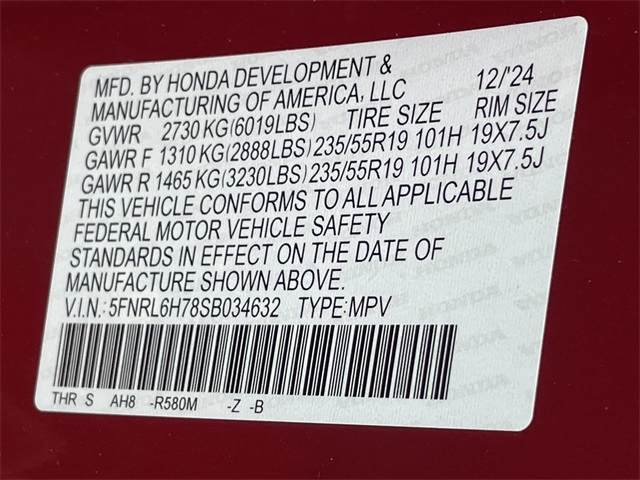 MFD. BY HONDA DEVELOPMENT &
MANUFACTURING OF AMERICA, LLC 12/'24
GVWR 2730 KG(6019LBS) TIRE SIZE RIM SIZE
GAWR F 1310 KG(2888LBS) 235/55R19 101H 19X7.5J
GAWR R 1465 KG(3230LBS) 235/55R19 101H 19X7.5J
THIS VEHICLE CONFORMS TO ALL APPLICABLE
FEDERAL MOTOR VEHICLE SAFETY
STANDARDS IN EFFECT ON THE DATE OF
MANUFACTURE SHOWN ABOVE.
V.I.N.: 5FNRL6H78SB034632 TYPE:MPV
THR S AH8 -R580M -Z -B